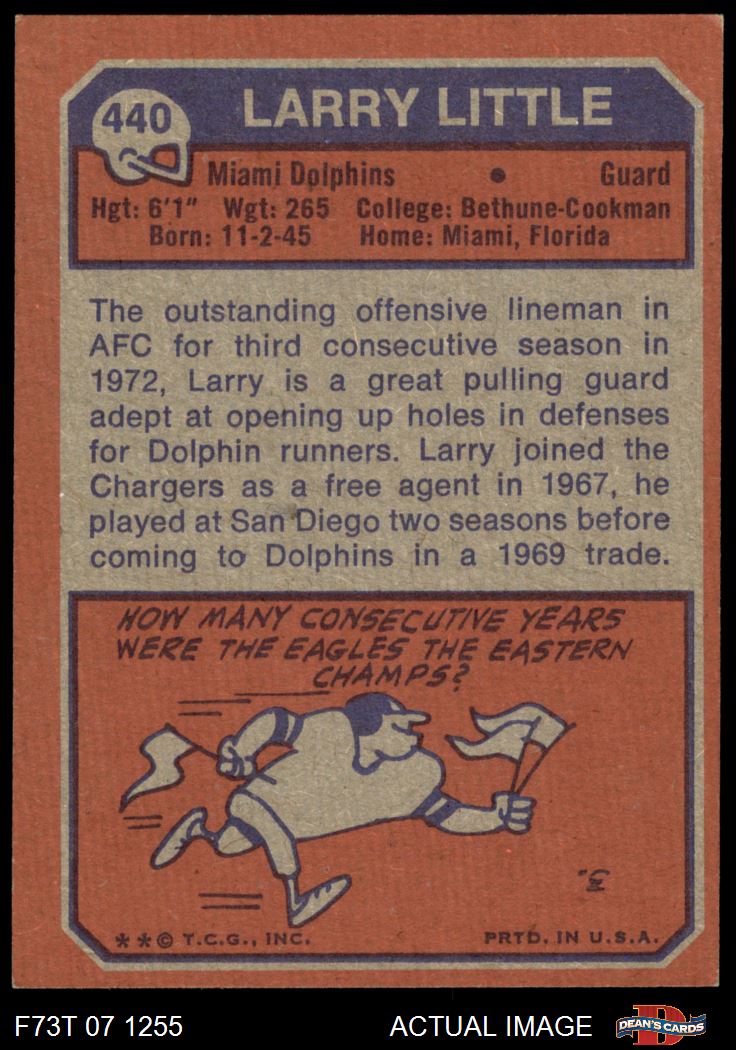 440 LARRY LITTLE
Miami Dolphins • Guard
Hgt: 6'1" Wgt: 265 College: Bethune-Cookman
Born: 11-2-45 Home: Miami, Florida
The outstanding offensive lineman in
AFC for third consecutive season in
1972, Larry is a great pulling guard
adept at opening up holes in defenses
for Dolphin runners. Larry joined the
Chargers as a free agent in 1967, he
played at San Diego two seasons before
coming to Dolphins in a 1969 trade.
HOW MANY CONSECUTIVE YEARS
WERE THE EAGLES THE EASTERN
CHAMPS?
**© T.C.G., INC. PRTD. IN U.S.A.
F73T 07 1255 ACTUAL IMAGE DEAN'S CARDS